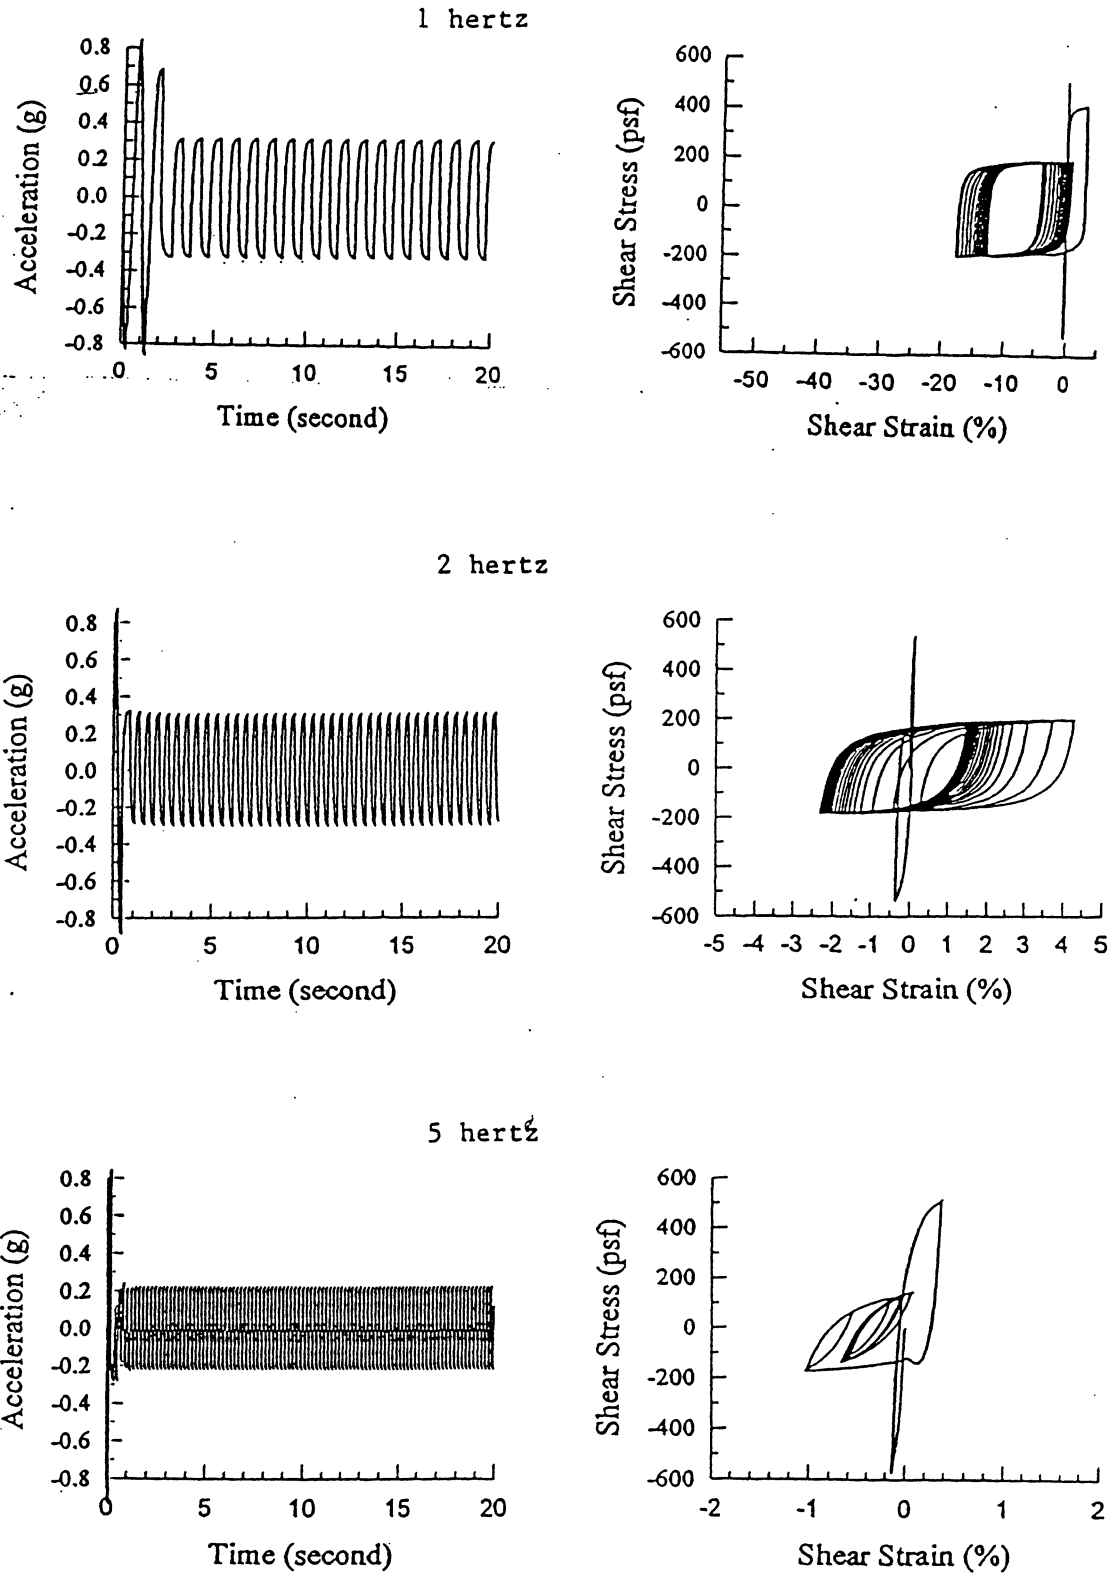 1 hertz
Acceleration (g)
0.8
0.6
0.4
0.2
0.0
-0.2
-0.4
-0.6
-0.8
0 5 10 15 20
Time (second)
Shear Stress (psf)
600
400
200
0
-200
-400
-600
-50 -40 -30 -20 -10 0
Shear Strain (%)
2 hertz
Acceleration (g)
0.8
0.6
0.4
0.2
0.0
-0.2
-0.4
-0.6
-0.8
0 5 10 15 20
Time (second)
Shear Stress (psf)
600
400
200
0
-200
-400
-600
-5 -4 -3 -2 -1 0 1 2 3 4 5
Shear Strain (%)
5 hertz
Acceleration (g)
0.8
0.6
0.4
0.2
0.0
-0.2
-0.4
-0.6
-0.8
0 5 10 15 20
Time (second)
Shear Stress (psf)
600
400
200
0
-200
-400
-600
-2 -1 0 1 2
Shear Strain (%)